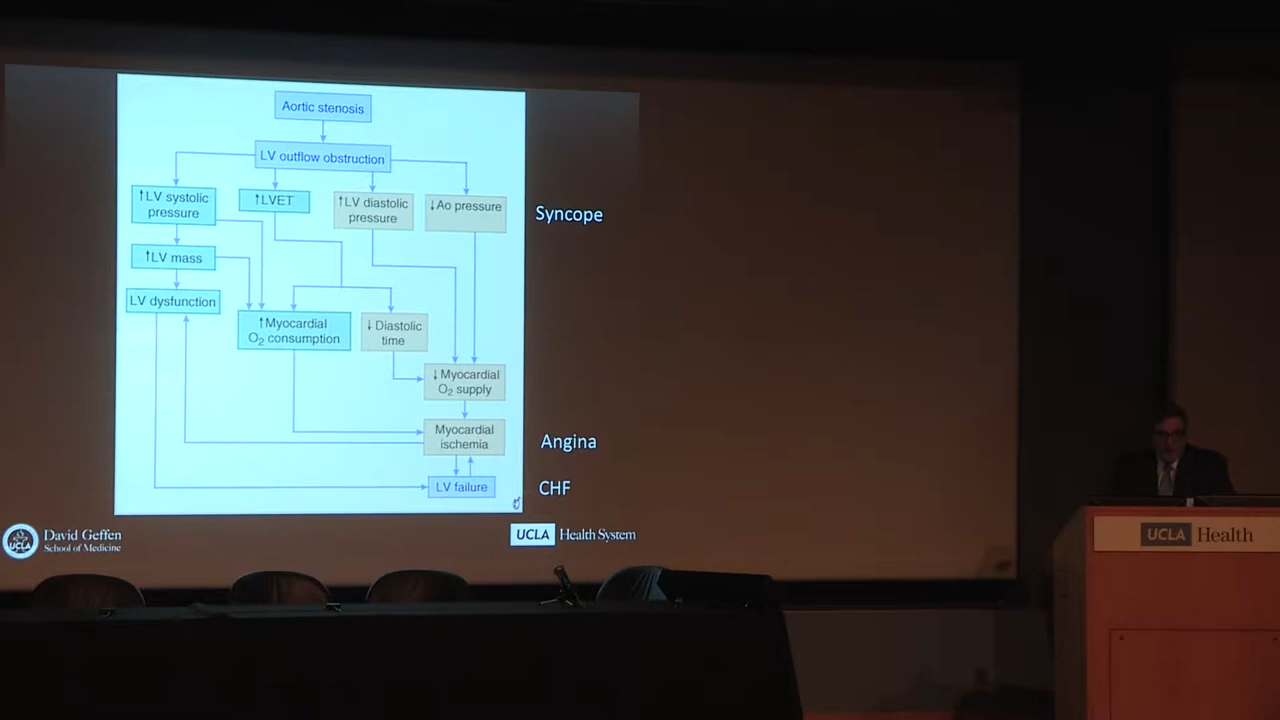 Aortic stenosis
LV outflow obstruction
↑LV systolic
pressure
↑LVET
↑LV diastolic
pressure
↓Ao pressure
Syncope
↑LV mass
LV dysfunction
↑Myocardial
O₂ consumption
↓Diastolic
time
↓Myocardial
O₂ supply
Myocardial
ischemia
Angina
LV failure
CHF
UCLA
David Geffen
School of Medicine
UCLA Health System
UCLA Health